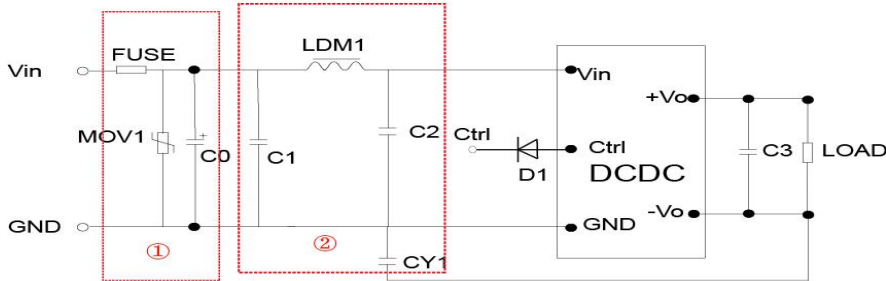 LDM1
FUSE
Vin
Vin
+Vo
MOV1
+
C0
C1
C2
Ctrl
Ctrl
C3
LOAD
D1
DCDC
GND
-Vo
GND
①
②
CY1